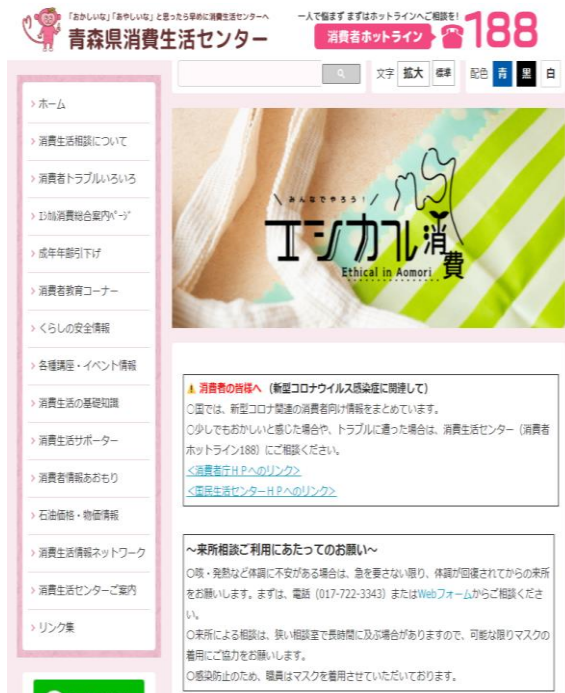 「おかしいな」「あやしいな」と思ったら早めに消費生活センターへ
青森県消費生活センター
一人で悩まず まずはホットラインへご相談を!
消費者ホットライン
188
文字 拡大 標準 配色 青 黒 白
ホーム
消費生活相談について
消費者トラブルいろいろ
ｴｼｶﾙ消費総合案内ﾍﾟｰｼﾞ
成年年齢引下げ
消費者教育コーナー
くらしの安全情報
各種講座・イベント情報
消費生活の基礎知識
消費生活サポーター
消費者情報あおもり
石油価格・物価情報
消費生活情報ネットワーク
消費生活センターご案内
リンク集
みんなでやろう!
エシカル消費
Ethical in Aomori
消費者の皆様へ (新型コロナウイルス感染症に関連して)
○国では、新型コロナ関連の消費者向け情報をまとめています。
○少しでもおかしいと感じた場合や、トラブルに遭った場合は、消費生活センター（消費者
ホットライン188）にご相談ください。
<消費者庁ＨＰへのリンク>
<国民生活センターＨＰへのリンク>
～来所相談ご利用にあたってのお願い～
○咳・発熱など体調に不安がある場合は、急を要さない限り、体調が回復されてからの来所
をお願いします。まずは、電話（017-722-3343）またはWebフォームからご相談くださ
い。
○来所による相談は、狭い相談室で長時間に及ぶ場合がありますので、可能な限りマスクの
着用にご協力をお願いします。
○感染防止のため、職員はマスクを着用させていただいております。